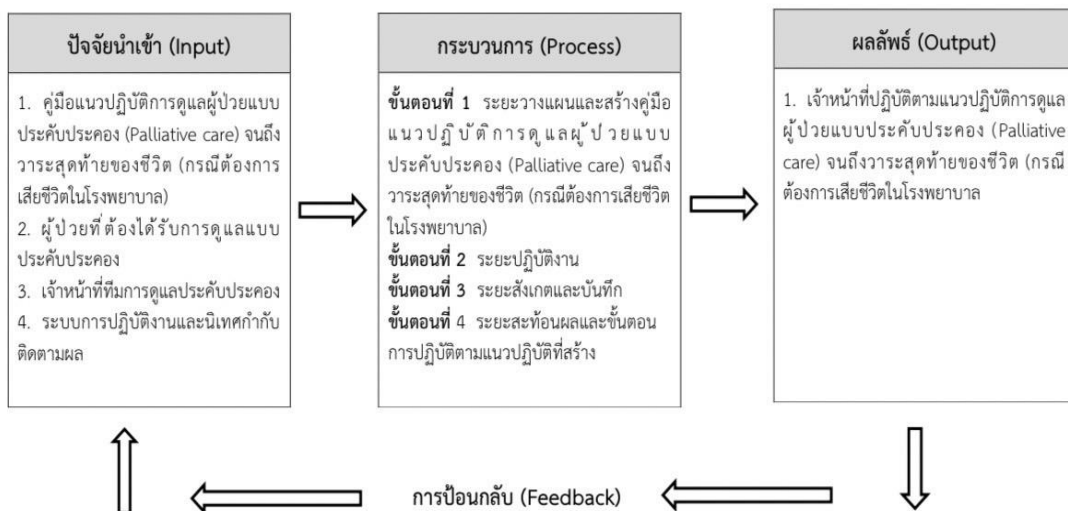 ปัจจัยนำเข้า (Input)
1. คู่มือแนวปฏิบัติการดูแลผู้ป่วยแบบ
ประคับประคอง (Palliative care) จนถึง
วาระสุดท้ายของชีวิต (กรณีต้องการ
เสียชีวิตในโรงพยาบาล)
2. ผู้ป่วยที่ต้องได้รับการดูแลแบบ
ประคับประคอง
3. เจ้าหน้าที่ทีมการดูแลประคับประคอง
4. ระบบการปฏิบัติงานและนิเทศกำกับ
ติดตามผล
กระบวนการ (Process)
ขั้นตอนที่ 1 ระยะวางแผนและสร้างคู่มือ
แนวปฏิบัติการดูแลผู้ป่วยแบบ
ประคับประคอง (Palliative care) จนถึง
วาระสุดท้ายของชีวิต (กรณีต้องการเสียชีวิต
ในโรงพยาบาล)
ขั้นตอนที่ 2 ระยะปฏิบัติงาน
ขั้นตอนที่ 3 ระยะสังเกตและบันทึก
ขั้นตอนที่ 4 ระยะสะท้อนผลและขั้นตอน
การปฏิบัติตามแนวปฏิบัติที่สร้าง
ผลลัพธ์ (Output)
1. เจ้าหน้าที่ปฏิบัติตามแนวปฏิบัติการดูแล
ผู้ป่วยแบบประคับประคอง (Palliative
care) จนถึงวาระสุดท้ายของชีวิต (กรณี
ต้องการเสียชีวิตในโรงพยาบาล
การป้อนกลับ (Feedback)